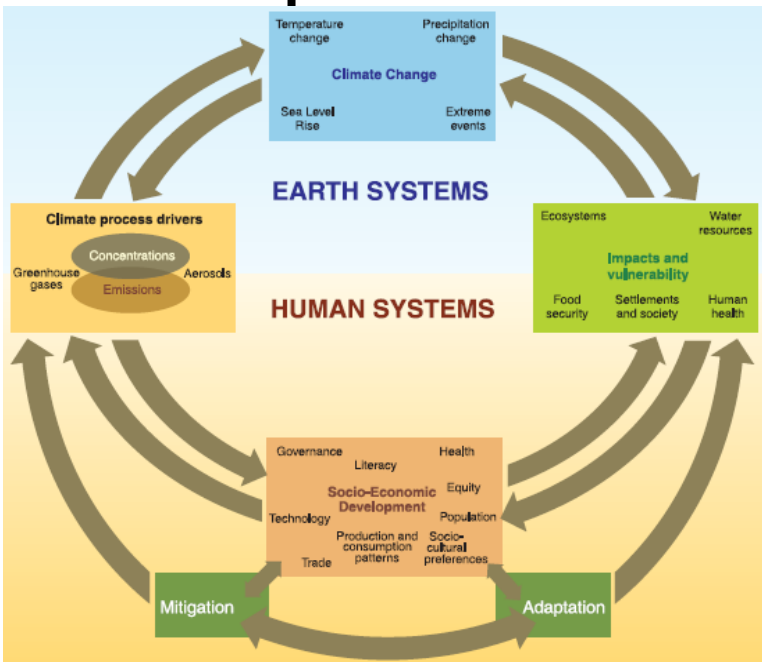 Temperature
change
Precipitation
change
Climate Change
Sea Level
Rise
Extreme
events
EARTH SYSTEMS
Climate process drivers
Concentrations
Greenhouse
gases
Aerosols
Emissions
Ecosystems
Water
resources
Impacts and
vulnerability
Food
security
Settlements
and society
Human
health
HUMAN SYSTEMS
Governance
Literacy
Health
Socio-Economic
Development
Equity
Technology
Population
Production and
consumption
patterns
Socio-
cultural
preferences
Trade
Mitigation
Adaptation